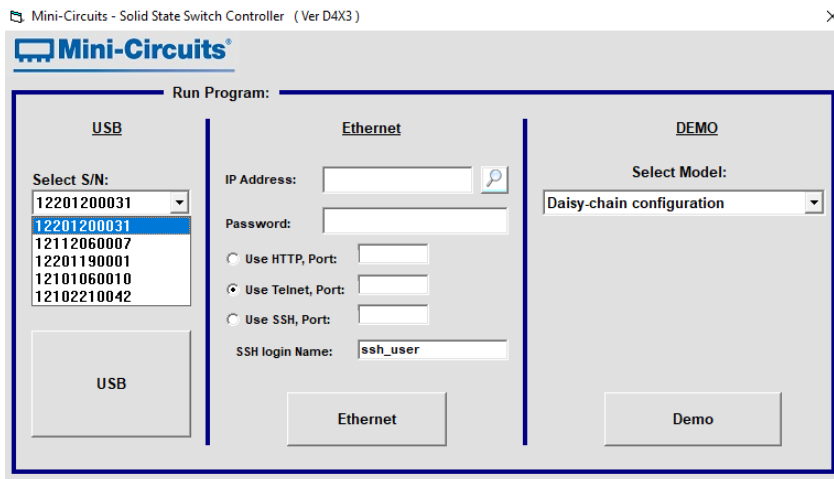 Mini-Circuits - Solid State Switch Controller ( Ver D4X3 )
Mini-Circuits®
Run Program:
USB
Select S/N:
12201200031
12201200031
12112060007
12201190001
12101060010
12102210042
USB
Ethernet
IP Address:
Password:
Use HTTP, Port:
Use Telnet, Port:
Use SSH, Port:
SSH login Name: ssh_user
Ethernet
DEMO
Select Model:
Daisy-chain configuration
Demo